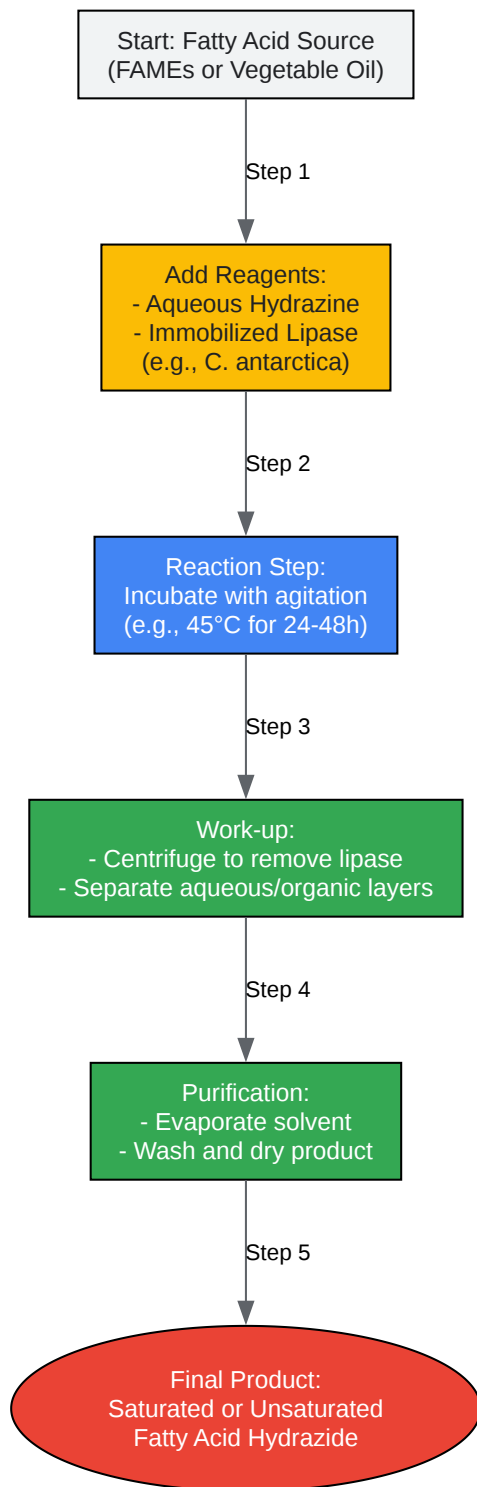 Start: Fatty Acid Source
(FAMEs or Vegetable Oil)
Step 1
Add Reagents:
- Aqueous Hydrazine
- Immobilized Lipase
(e.g., C. antarctica)
Step 2
Reaction Step:
Incubate with agitation
(e.g., 45°C for 24-48h)
Step 3
Work-up:
- Centrifuge to remove lipase
- Separate aqueous/organic layers
Step 4
Purification:
- Evaporate solvent
- Wash and dry product
Step 5
Final Product:
Saturated or Unsaturated
Fatty Acid Hydrazide